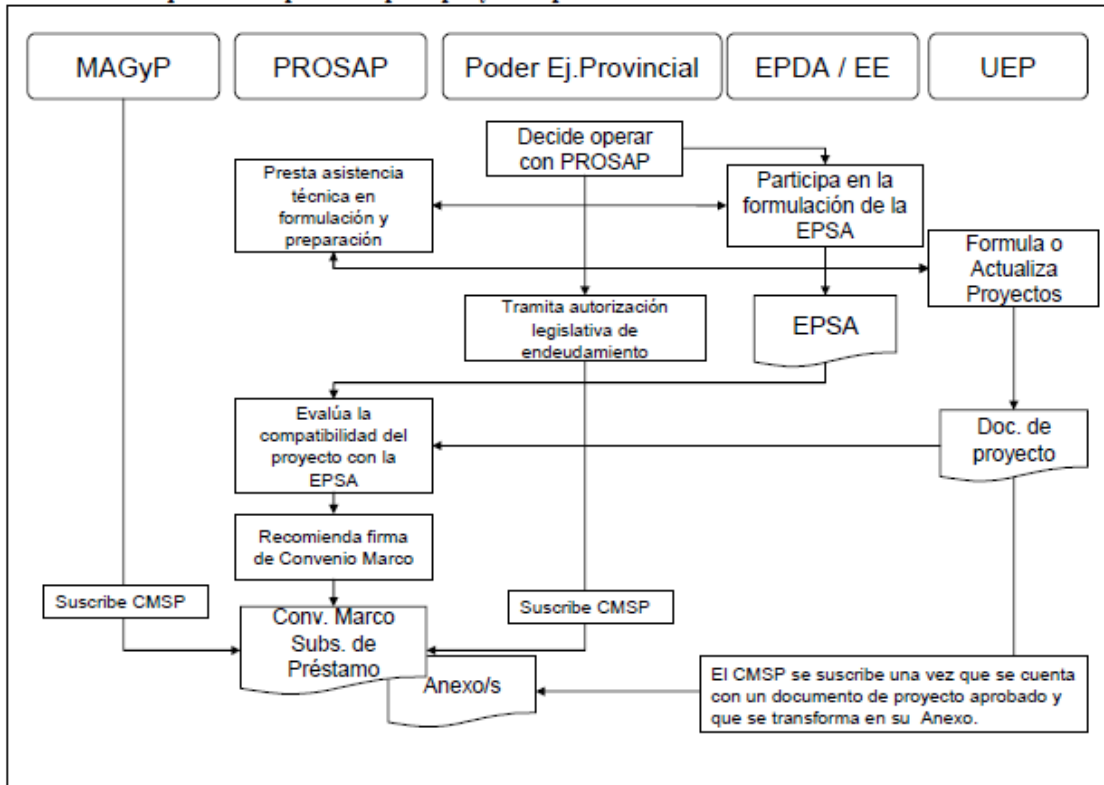 MAGyP
PROSAP
Poder Ej.Provincial
EPDA / EE
UEP
Decide operar
con PROSAP
Presta asistencia
técnica en
formulación y
preparación
Participa en la
formulación de la
EPSA
Formula o
Actualiza
Proyectos
Tramita autorización
legislativa de
endeudamiento
EPSA
Evalúa la
compatibilidad del
proyecto con la
EPSA
Doc. de
proyecto
Recomienda firma
de Convenio Marco
Suscribe CMSP
Suscribe CMSP
Conv. Marco
Subs. de
Préstamo
Anexo/s
El CMSP se suscribe una vez que se cuenta
con un documento de proyecto aprobado y
que se transforma en su Anexo.